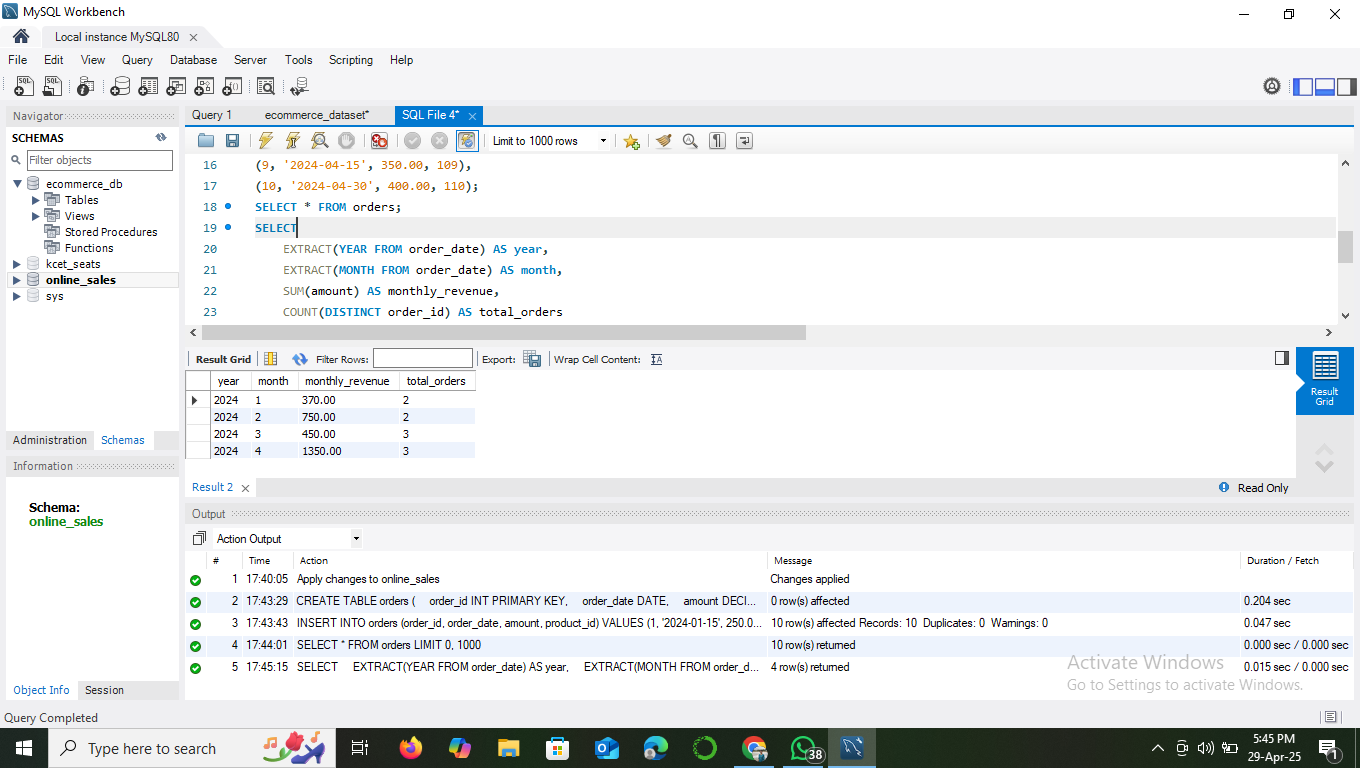 MySQL Workbench
Local instance MySQL80
File Edit View Query Database Server Tools Scripting Help
Navigator
SCHEMAS
Filter objects
ecommerce_db
Tables
Views
Stored Procedures
Functions
kcet_seats
online_sales
sys
Administration Schemas
Information
Schema:
online_sales
Object Info Session
Query 1 ecommerce_dataset* SQL File 4*
Limit to 1000 rows
16 (9, '2024-04-15', 350.00, 109),
17 (10, '2024-04-30', 400.00, 110);
18 SELECT * FROM orders;
19 SELECT
20 EXTRACT(YEAR FROM order_date) AS year,
21 EXTRACT(MONTH FROM order_date) AS month,
22 SUM(amount) AS monthly_revenue,
23 COUNT(DISTINCT order_id) AS total_orders
Result Grid Filter Rows: Export: Wrap Cell Content:
year month monthly_revenue total_orders
2024 1 370.00 2
2024 2 750.00 2
2024 3 450.00 3
2024 4 1350.00 3
Result Grid
Result 2
Read Only
Output
Action Output
# Time Action Message Duration / Fetch
1 17:40:05 Apply changes to online_sales Changes applied
2 17:43:29 CREATE TABLE orders ( order_id INT PRIMARY KEY, order_date DATE, amount DECI... 0 row(s) affected 0.204 sec
3 17:43:43 INSERT INTO orders (order_id, order_date, amount, product_id) VALUES (1, '2024-01-15', 250.0... 10 row(s) affected Records: 10 Duplicates: 0 Warnings: 0 0.047 sec
4 17:44:01 SELECT * FROM orders LIMIT 0, 1000 10 row(s) returned 0.000 sec / 0.000 sec
5 17:45:15 SELECT EXTRACT(YEAR FROM order_date) AS year, EXTRACT(MONTH FROM order_d... 4 row(s) returned 0.015 sec / 0.000 sec
Activate Windows
Go to Settings to activate Windows.
Query Completed
Type here to search
38
5:45 PM
29-Apr-25
1